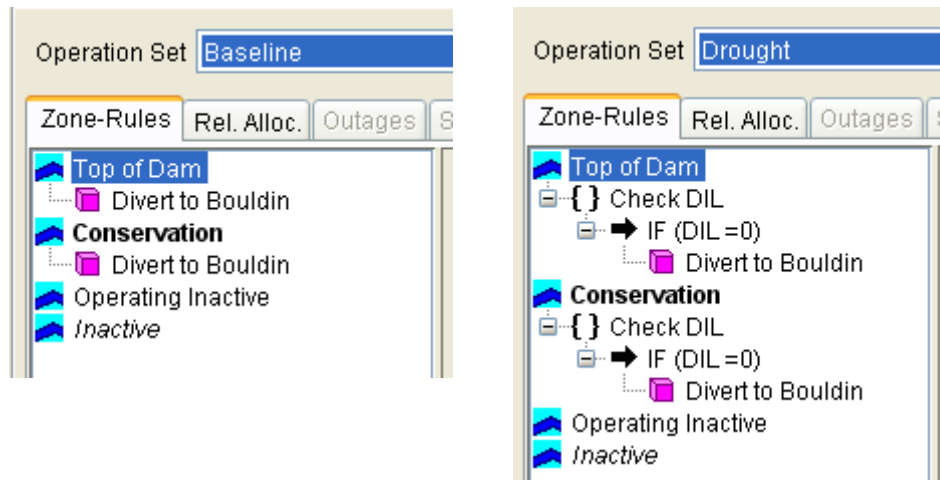 Operation Set Baseline
Zone-Rules Rel. Alloc. Outages S
Top of Dam
Divert to Bouldin
Conservation
Divert to Bouldin
Operating Inactive
Inactive
Operation Set Drought
Zone-Rules Rel. Alloc. Outages
Top of Dam
{ } Check DIL
IF (DIL =0)
Divert to Bouldin
Conservation
{ } Check DIL
IF (DIL =0)
Divert to Bouldin
Operating Inactive
Inactive